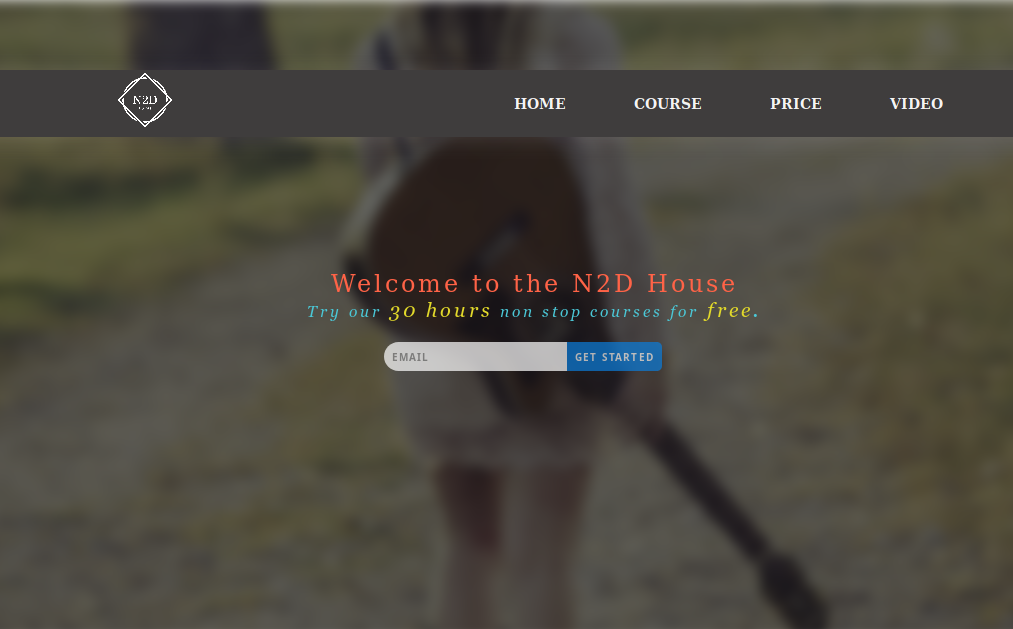 N2D
HOME COURSE PRICE VIDEO
Welcome to the N2D House
Try our 30 hours non stop courses for free.
EMAIL GET STARTED